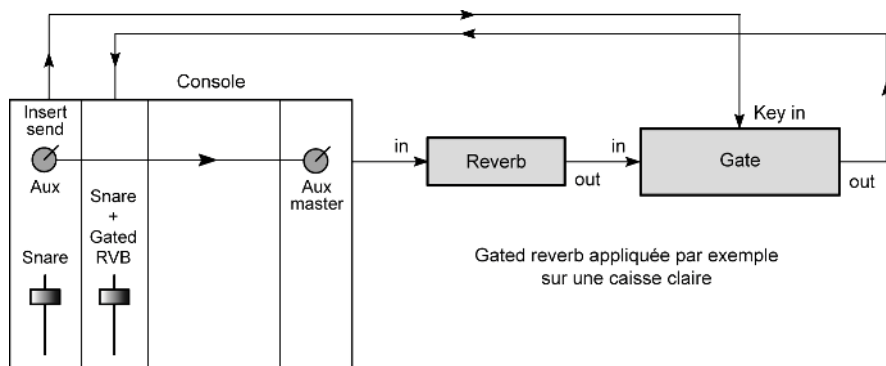 Console
Insert
send
Aux
Snare
Snare
+
Gated
RVB
Aux
master
in
Reverb
out
in
Key in
Gate
out
Gated reverb appliquée par exemple
sur une caisse claire